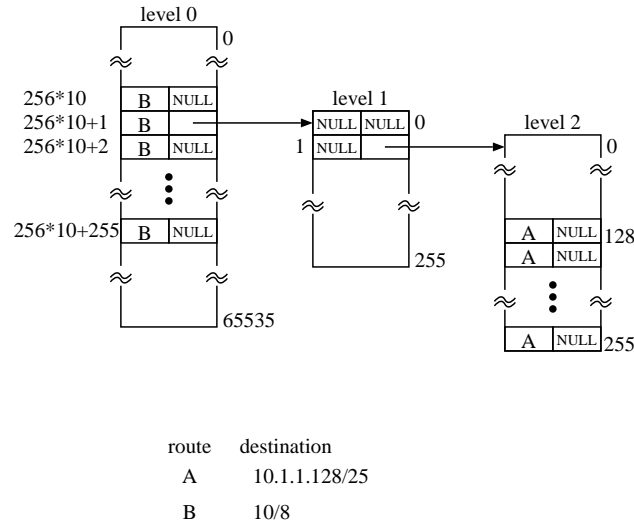 level 0
0
256*10 B NULL
256*10+1 B
256*10+2 B NULL
256*10+255 B NULL
65535
level 1
NULL NULL 0
1 NULL
255
level 2
0
A NULL 128
A NULL
A NULL 255
route destination
A 10.1.1.128/25
B 10/8